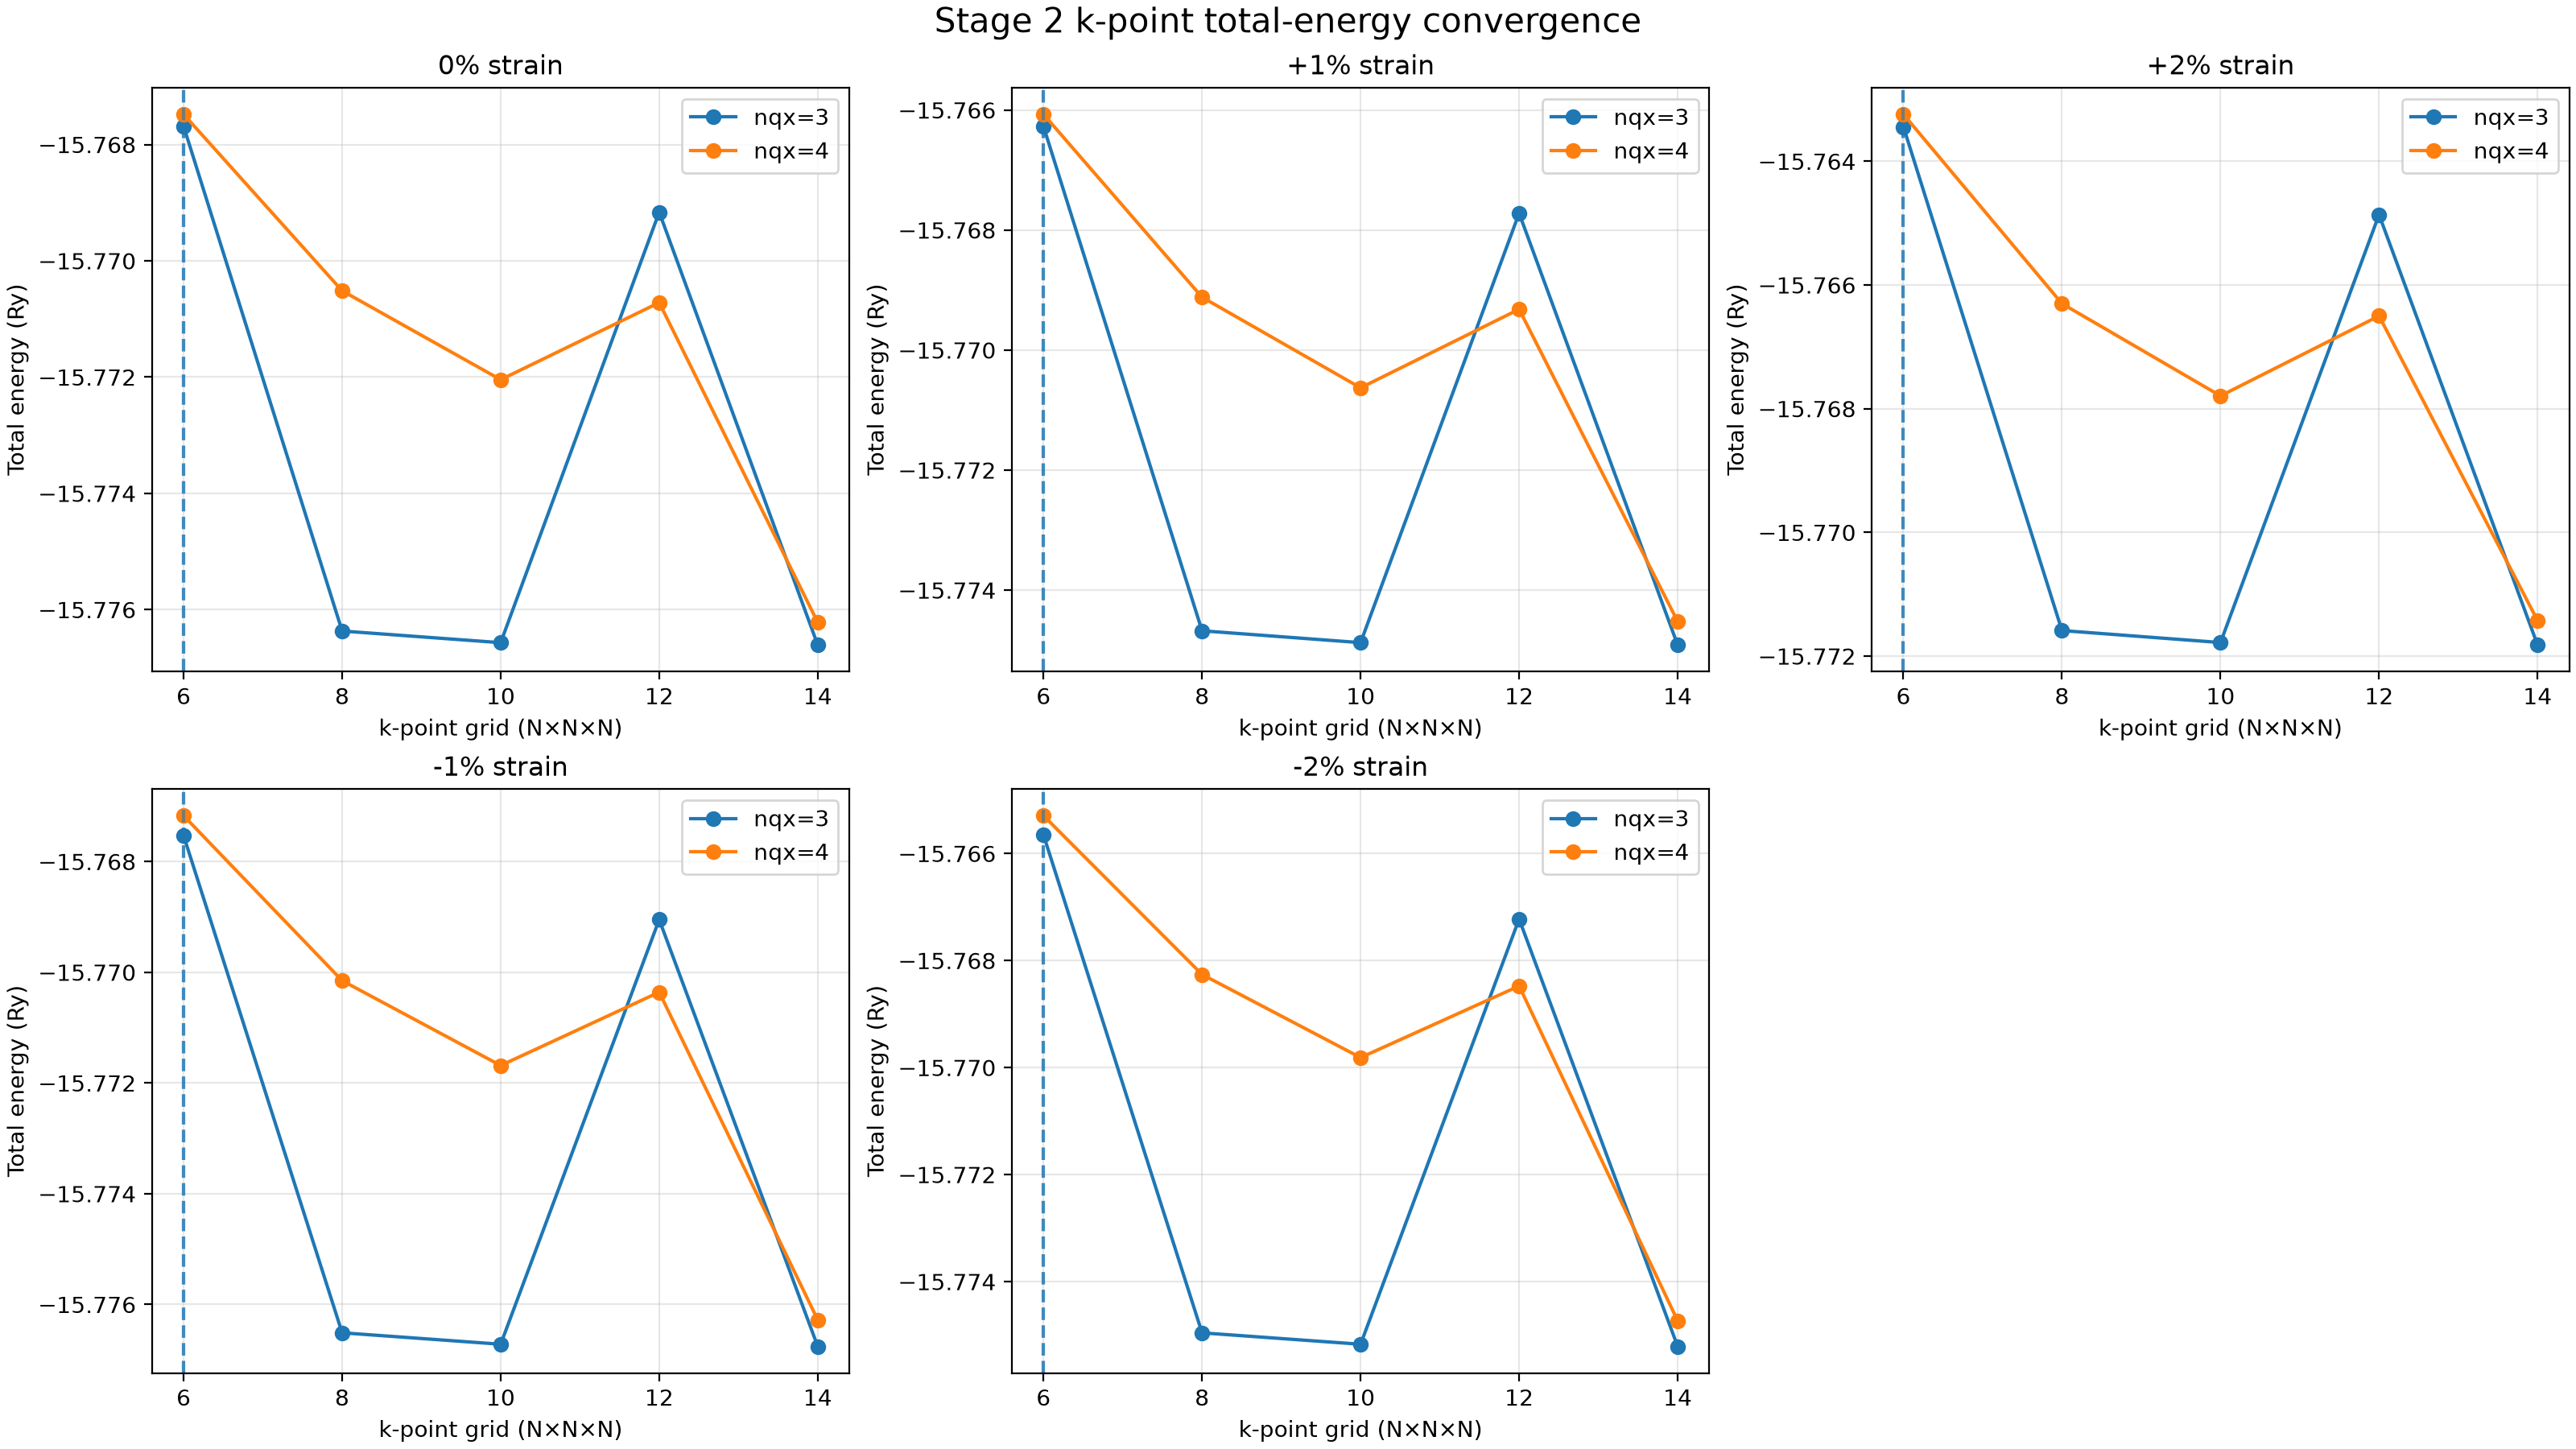 Stage 2 k-point total-energy convergence
0% strain
Total energy (Ry)
−15.768
−15.770
−15.772
−15.774
−15.776
nqx=3
nqx=4
6 8 10 12 14
k-point grid (N×N×N)
+1% strain
Total energy (Ry)
−15.766
−15.768
−15.770
−15.772
−15.774
nqx=3
nqx=4
6 8 10 12 14
k-point grid (N×N×N)
+2% strain
Total energy (Ry)
−15.764
−15.766
−15.768
−15.770
−15.772
nqx=3
nqx=4
6 8 10 12 14
k-point grid (N×N×N)
-1% strain
Total energy (Ry)
−15.768
−15.770
−15.772
−15.774
−15.776
nqx=3
nqx=4
6 8 10 12 14
k-point grid (N×N×N)
-2% strain
Total energy (Ry)
−15.766
−15.768
−15.770
−15.772
−15.774
nqx=3
nqx=4
6 8 10 12 14
k-point grid (N×N×N)